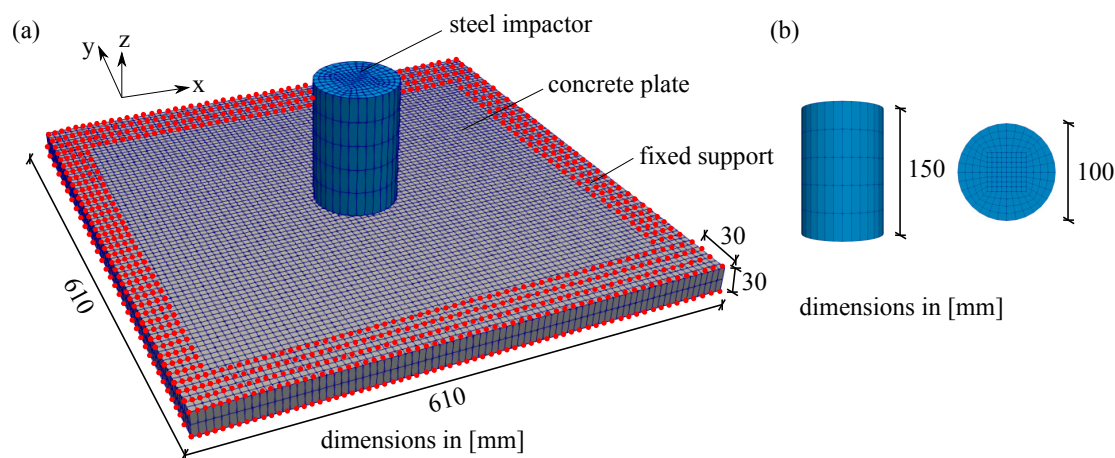 (a)
steel impactor
(b)
z
y
x
concrete plate
fixed support
150
100
30
30
610
610
dimensions in [mm]
dimensions in [mm]